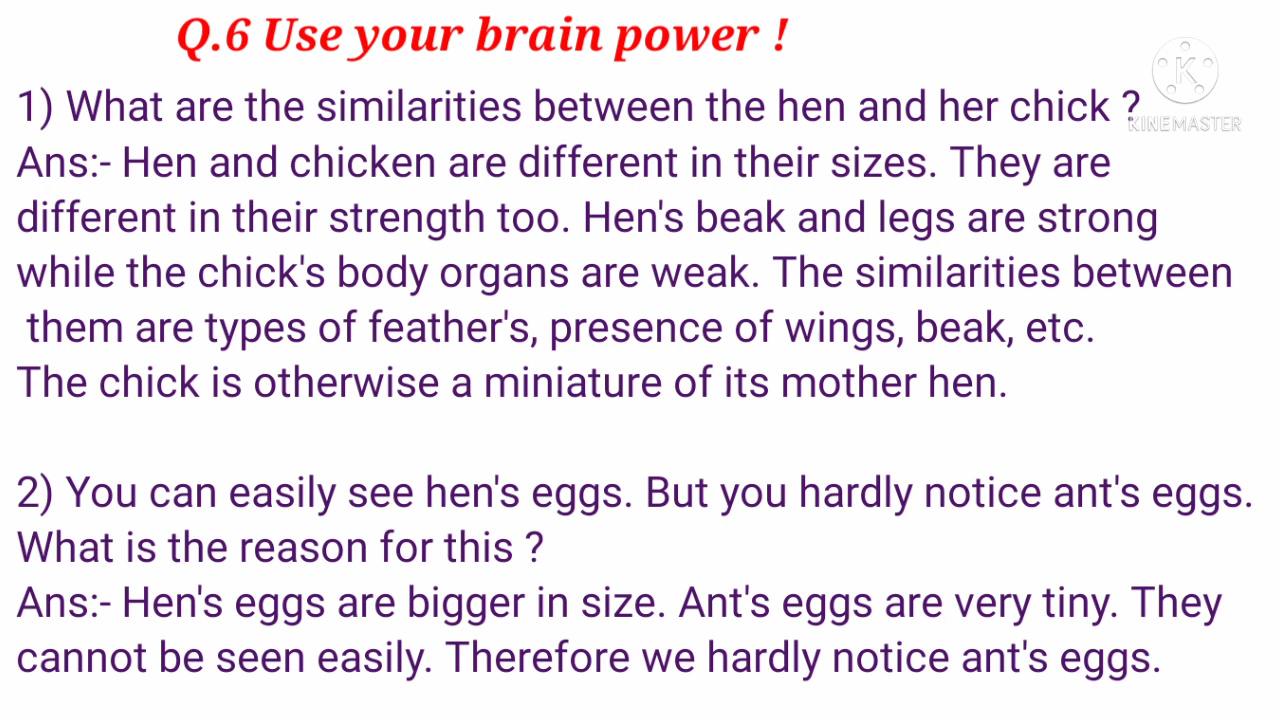 Q.6 Use your brain power !
1) What are the similarities between the hen and her chick ?
K
KINEMASTER
Ans:- Hen and chicken are different in their sizes. They are
different in their strength too. Hen's beak and legs are strong
while the chick's body organs are weak. The similarities between
them are types of feather's, presence of wings, beak, etc.
The chick is otherwise a miniature of its mother hen.
2) You can easily see hen's eggs. But you hardly notice ant's eggs.
What is the reason for this ?
Ans:- Hen's eggs are bigger in size. Ant's eggs are very tiny. They
cannot be seen easily. Therefore we hardly notice ant's eggs.